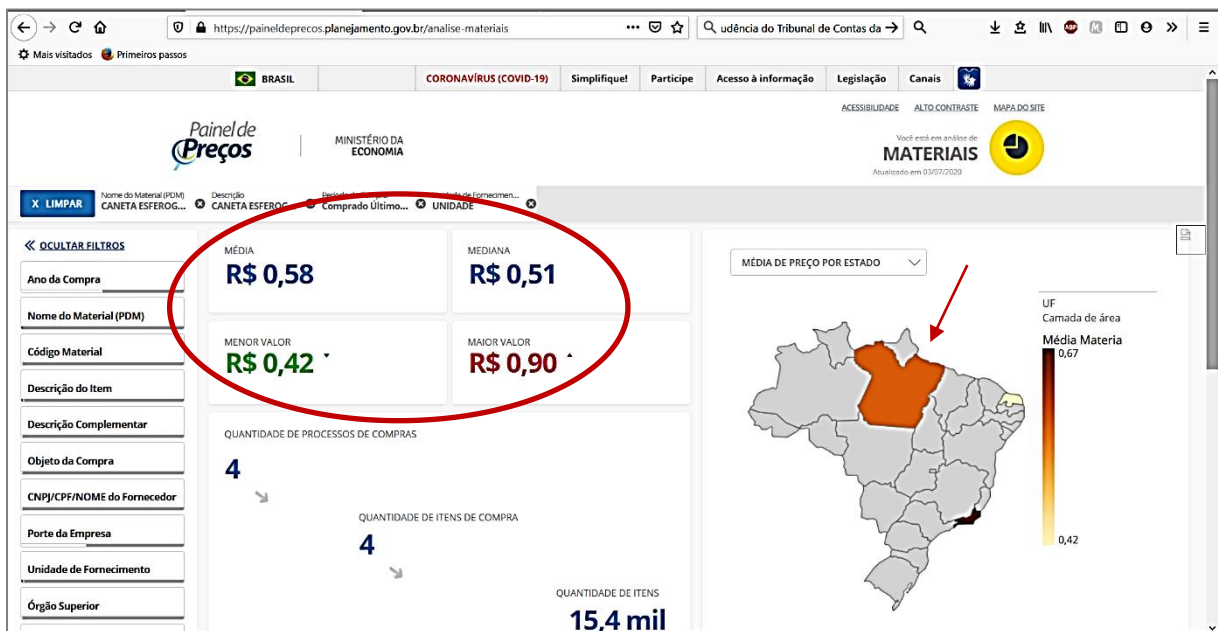 https://paineldeprecos.planejamento.gov.br/analise-materiais
udência do Tribunal de Contas da
Mais visitados Primeiros passos
BRASIL CORONAVÍRUS (COVID-19) Simplifique! Participe Acesso à informação Legislação Canais
ACESSIBILIDADE ALTO CONTRASTE MAPA DO SITE
Painel de
Preços
MINISTÉRIO DA
ECONOMIA
Você está em análise de
MATERIAIS
Atualizado em 03/07/2020
X LIMPAR
Nome do Material (PDM)
CANETA ESFEROG...
Descrição
CANETA ESFEROG...
Comprado Último...
de Fornecimen...
UNIDADE
OCULTAR FILTROS
Ano da Compra
Nome do Material (PDM)
Código Material
Descrição do Item
Descrição Complementar
Objeto da Compra
CNPJ/CPF/NOME do Fornecedor
Porte da Empresa
Unidade de Fornecimento
Órgão Superior
MÉDIA
R$ 0,58
MEDIANA
R$ 0,51
MENOR VALOR
R$ 0,42
MAIOR VALOR
R$ 0,90
QUANTIDADE DE PROCESSOS DE COMPRAS
4
QUANTIDADE DE ITENS DE COMPRA
4
QUANTIDADE DE ITENS
15,4 mil
MÉDIA DE PREÇO POR ESTADO
UF
Camada de área
Média Materia
0,67
0,42